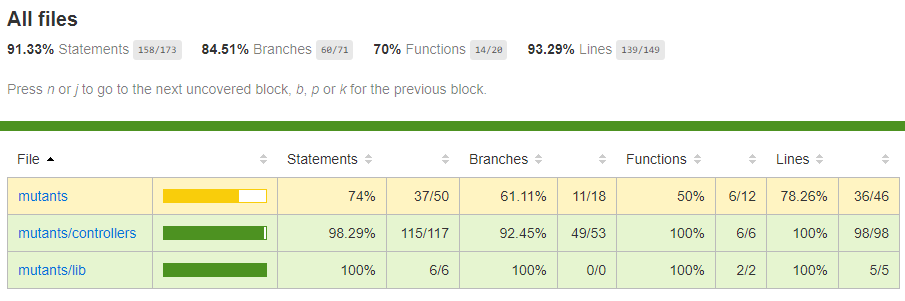 All files
91.33% Statements 158/173 84.51% Branches 60/71 70% Functions 14/20 93.29% Lines 139/149
Press n or j to go to the next uncovered block, b, p or k for the previous block.
File Statements Branches Functions Lines
mutants 74% 37/50 61.11% 11/18 50% 6/12 78.26% 36/46
mutants/controllers 98.29% 115/117 92.45% 49/53 100% 6/6 100% 98/98
mutants/lib 100% 6/6 100% 0/0 100% 2/2 100% 5/5